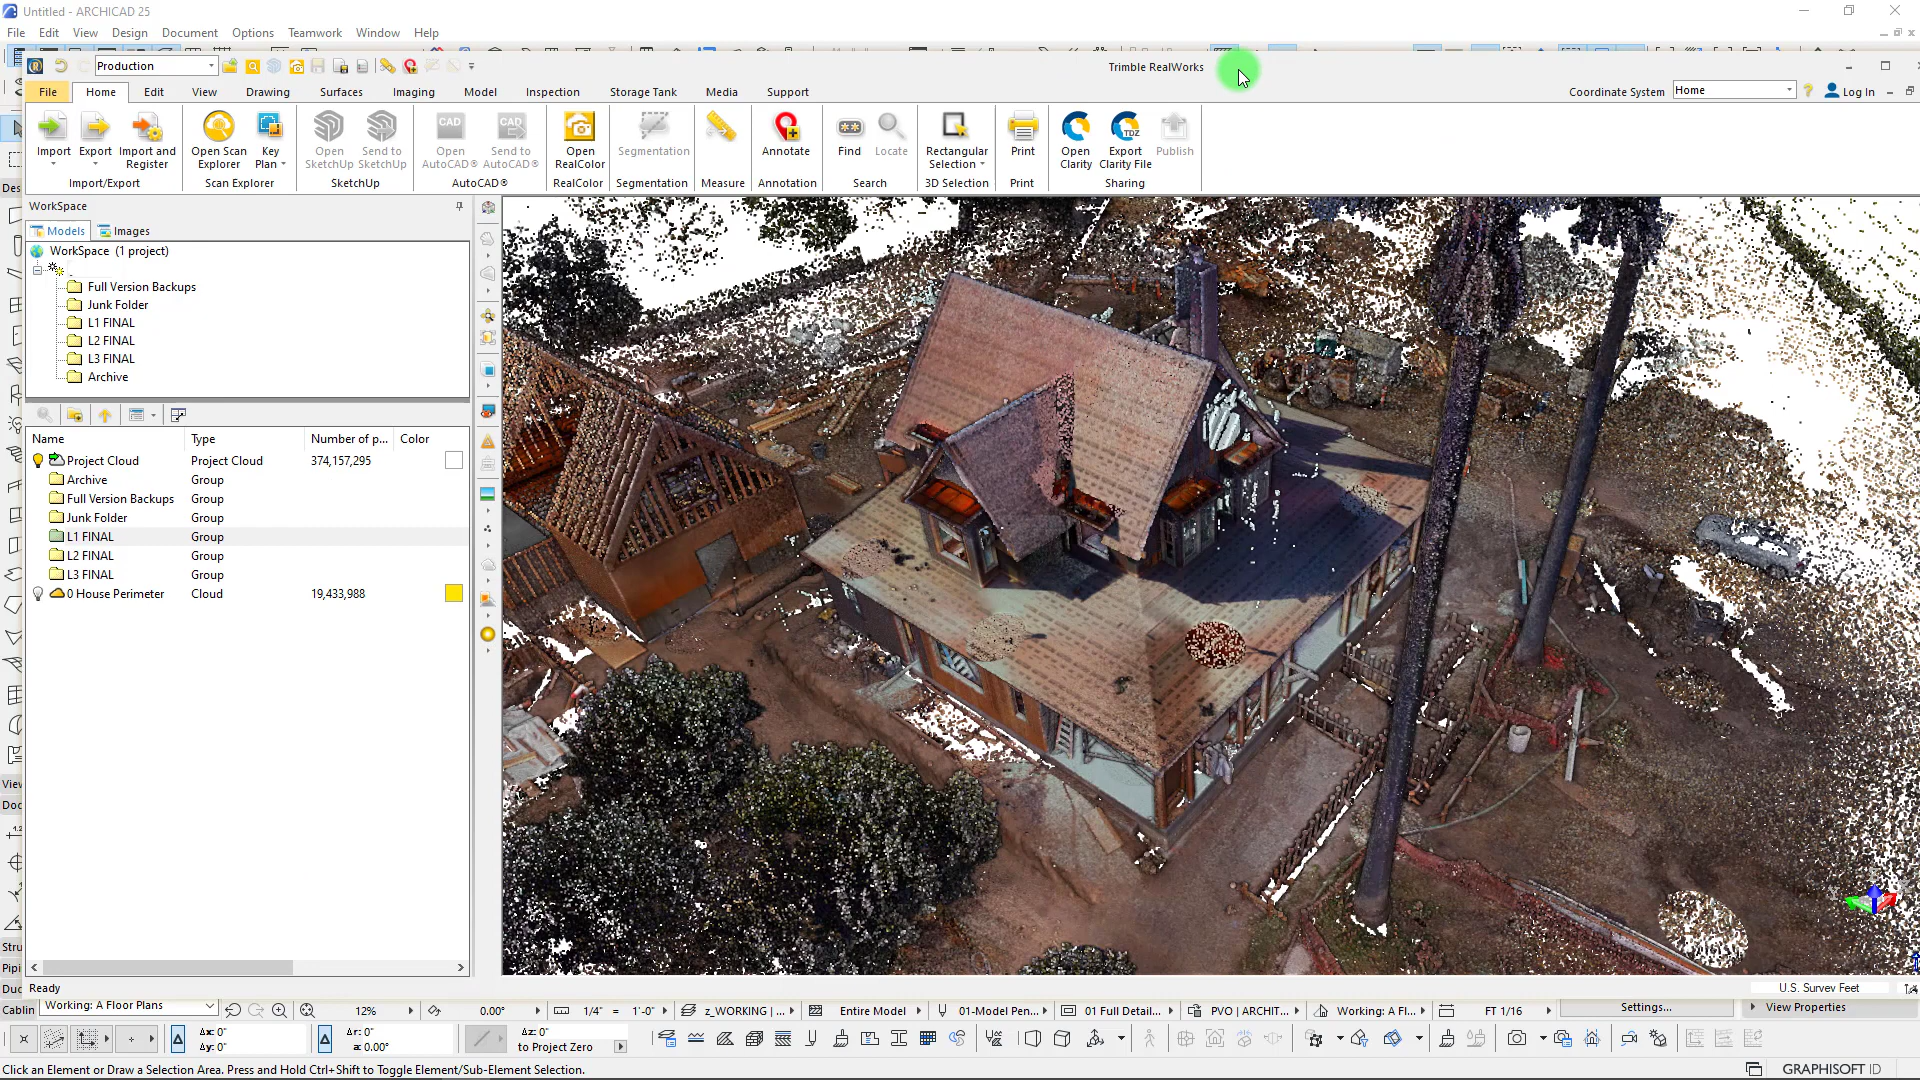 Untitled - ARCHICAD 25
File Edit View Design Document Options Teamwork Window Help
Production
Trimble RealWorks
File Home Edit View Drawing Surfaces Imaging Model Inspection Storage Tank Media Support
Coordinate System Home Log In
Import Export Import and Register Open Scan Explorer Key Plan Open SketchUp Send to SketchUp Open AutoCAD® Send to AutoCAD® Open RealColor Segmentation Annotate Find Locate Rectangular Selection Print Open Clarity Export Clarity File Publish
CAD CAD TDZ
Import/Export Scan Explorer SketchUp AutoCAD® RealColor Segmentation Measure Annotation Search 3D Selection Print Sharing
WorkSpace
Models Images
WorkSpace (1 project)
Full Version Backups
Junk Folder
L1 FINAL
L2 FINAL
L3 FINAL
Archive
Name Type Number of p... Color
Project Cloud Project Cloud 374,157,295
Archive Group
Full Version Backups Group
Junk Folder Group
L1 FINAL Group
L2 FINAL Group
L3 FINAL Group
0 House Perimeter Cloud 19,433,988
Ready
U.S. Survey Feet
Cablin Working: A Floor Plans 12% 0.00° 1/4" = 1'-0" z_WORKING | ... Entire Model 01-Model Pen... 01 Full Detail... PVO | ARCHIT... Working: A Fl... FT 1/16 Settings... View Properties
Δx: 0" Δr: 0" Δz: 0"
Δy: 0" a: 0.00° to Project Zero
Click an Element or Draw a Selection Area. Press and Hold Ctrl+Shift to Toggle Element/Sub-Element Selection.
GRAPHISOFT ID